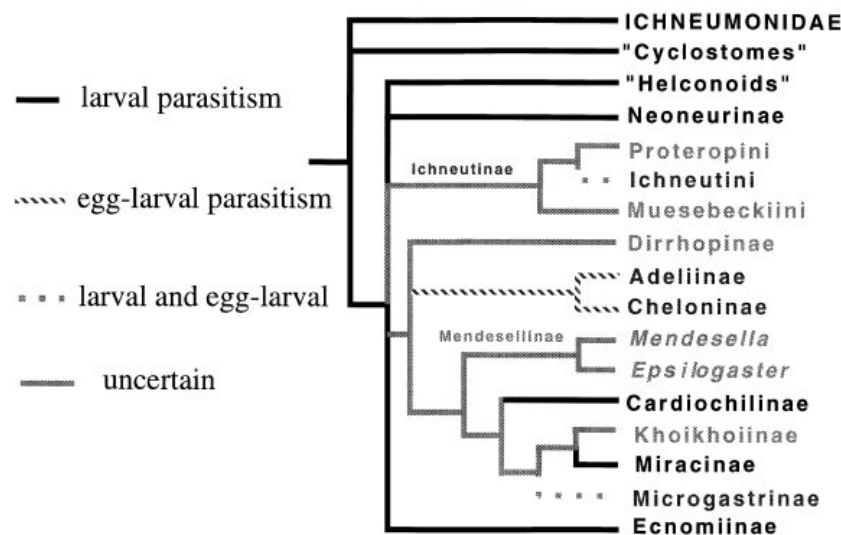 ICHNEUMONIDAE
"Cyclostomes"
"Helconoids"
Neoneurinae
Ichneutinae
Proteropini
Ichneutini
Muesebeckiini
Dirrhopinae
Adeliinae
Cheloninae
Mendesellinae
Mendesella
Epsilogaster
Cardiochilinae
Khoikhoiinae
Miracinae
Microgastrinae
Ecnomiinae
larval parasitism
egg-larval parasitism
larval and egg-larval
uncertain